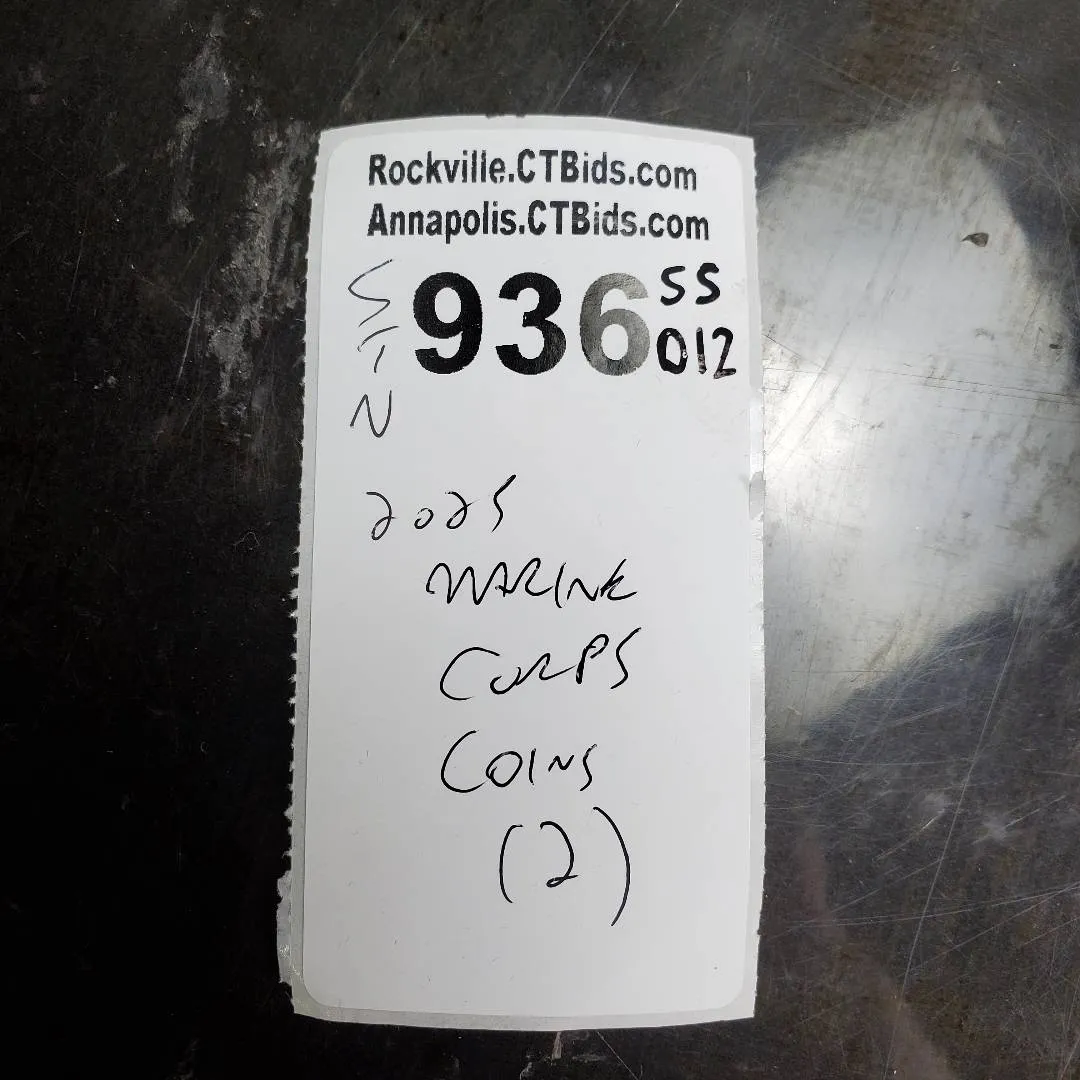 Rockville.CTBids.com
Annapolis.CTBids.com
936 SS
012
2025
MARINE
CORPS
COINS
(2)